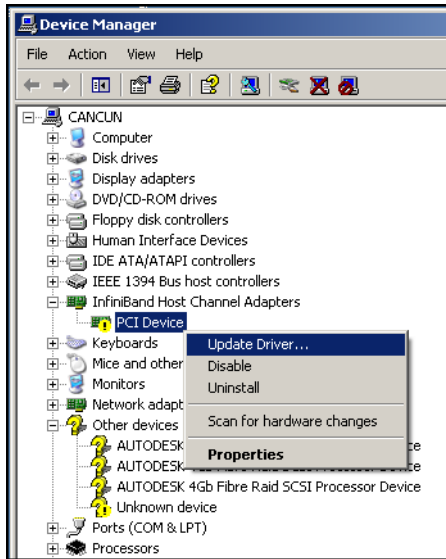 Device Manager
File Action View Help
CANCUN
Computer
Disk drives
Display adapters
DVD/CD-ROM drives
Floppy disk controllers
Human Interface Devices
IDE ATA/ATAPI controllers
IEEE 1394 Bus host controllers
InfiniBand Host Channel Adapters
PCI Device
Keyboards
Update Driver...
Mice and other
Disable
Monitors
Uninstall
Network adapt
Scan for hardware changes
Other devices
AUTODESK
Properties
AUTODESK
AUTODESK 4Gb Fibre Raid SCSI Processor Device
Unknown device
Ports (COM & LPT)
Processors